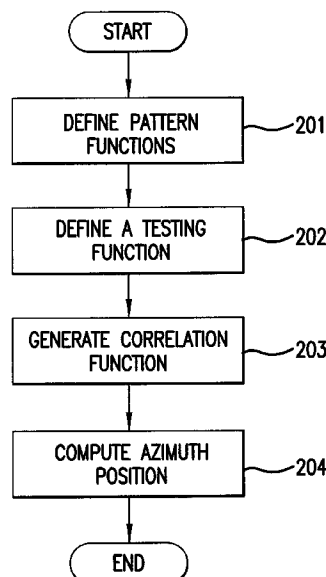 START
DEFINE PATTERN
FUNCTIONS
201
DEFINE A TESTING
FUNCTION
202
GENERATE CORRELATION
FUNCTION
203
COMPUTE AZIMUTH
POSITION
204
END